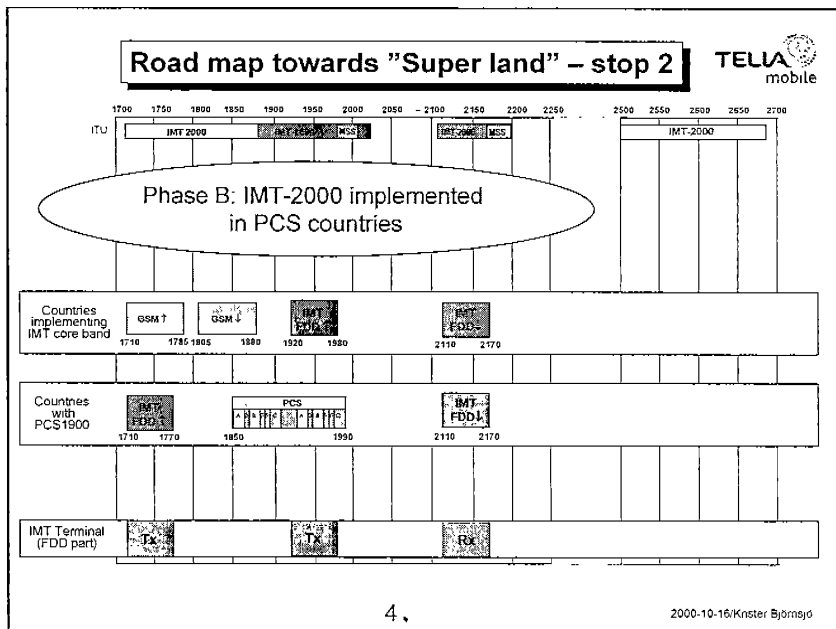 Road map towards "Super land" – stop 2
TELIA
mobile
1700 1750 1800 1850 1900 1950 2000 – 2100 2150 2200 2250 2500 2600 2650 2700
ITU
IMT 2000
MSS
MSS
IMT-2000
Phase B: IMT-2000 implemented
in PCS countries
Countries
implementing
IMT core band
GSM ↑
GSM ↓
IMT
FDD
IMT
FDD
1710 1785 1805 1880 1920 1980 2110 2170
Countries
with
PCS1900
IMT
FDD ↑
PCS
IMT
FDD ↓
1710 1770 1850 1990 2110 2170
IMT Terminal
(FDD part)
Tx
Tx
Rx
4.
2000-10-16/Krister Björnsjö